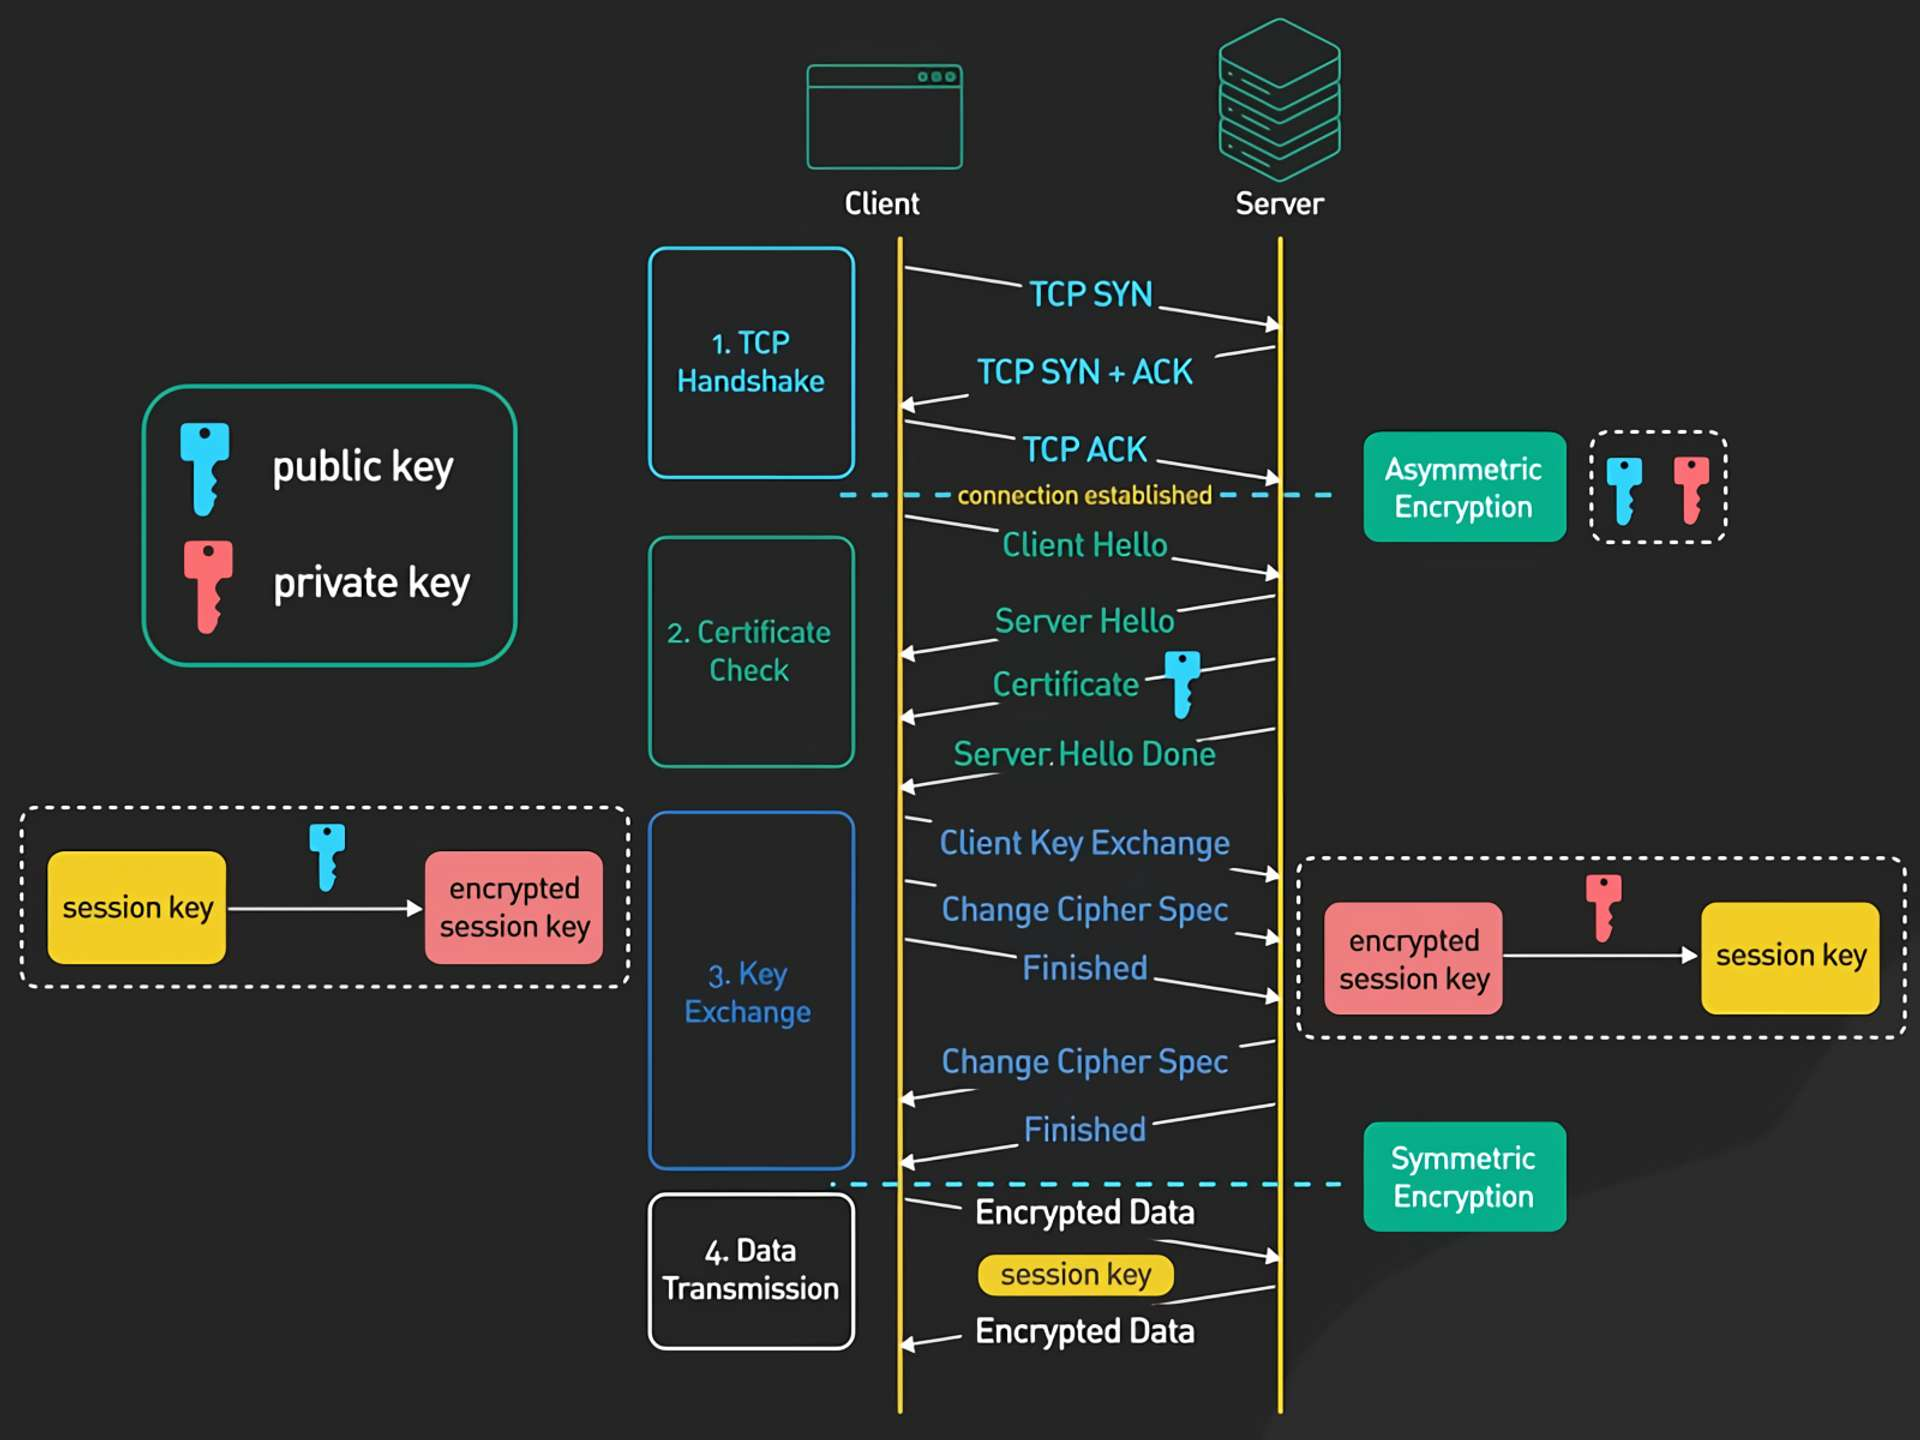 Client
Server
1. TCP
Handshake
TCP SYN
TCP SYN + ACK
TCP ACK
connection established
public key
private key
Asymmetric
Encryption
2. Certificate
Check
Client Hello
Server Hello
Certificate
Server.Hello Done
session key
encrypted
session key
3. Key
Exchange
Client Key Exchange
Change Cipher Spec
Finished
Change Cipher Spec
Finished
encrypted
session key
session key
Symmetric
Encryption
4. Data
Transmission
Encrypted Data
session key
Encrypted Data